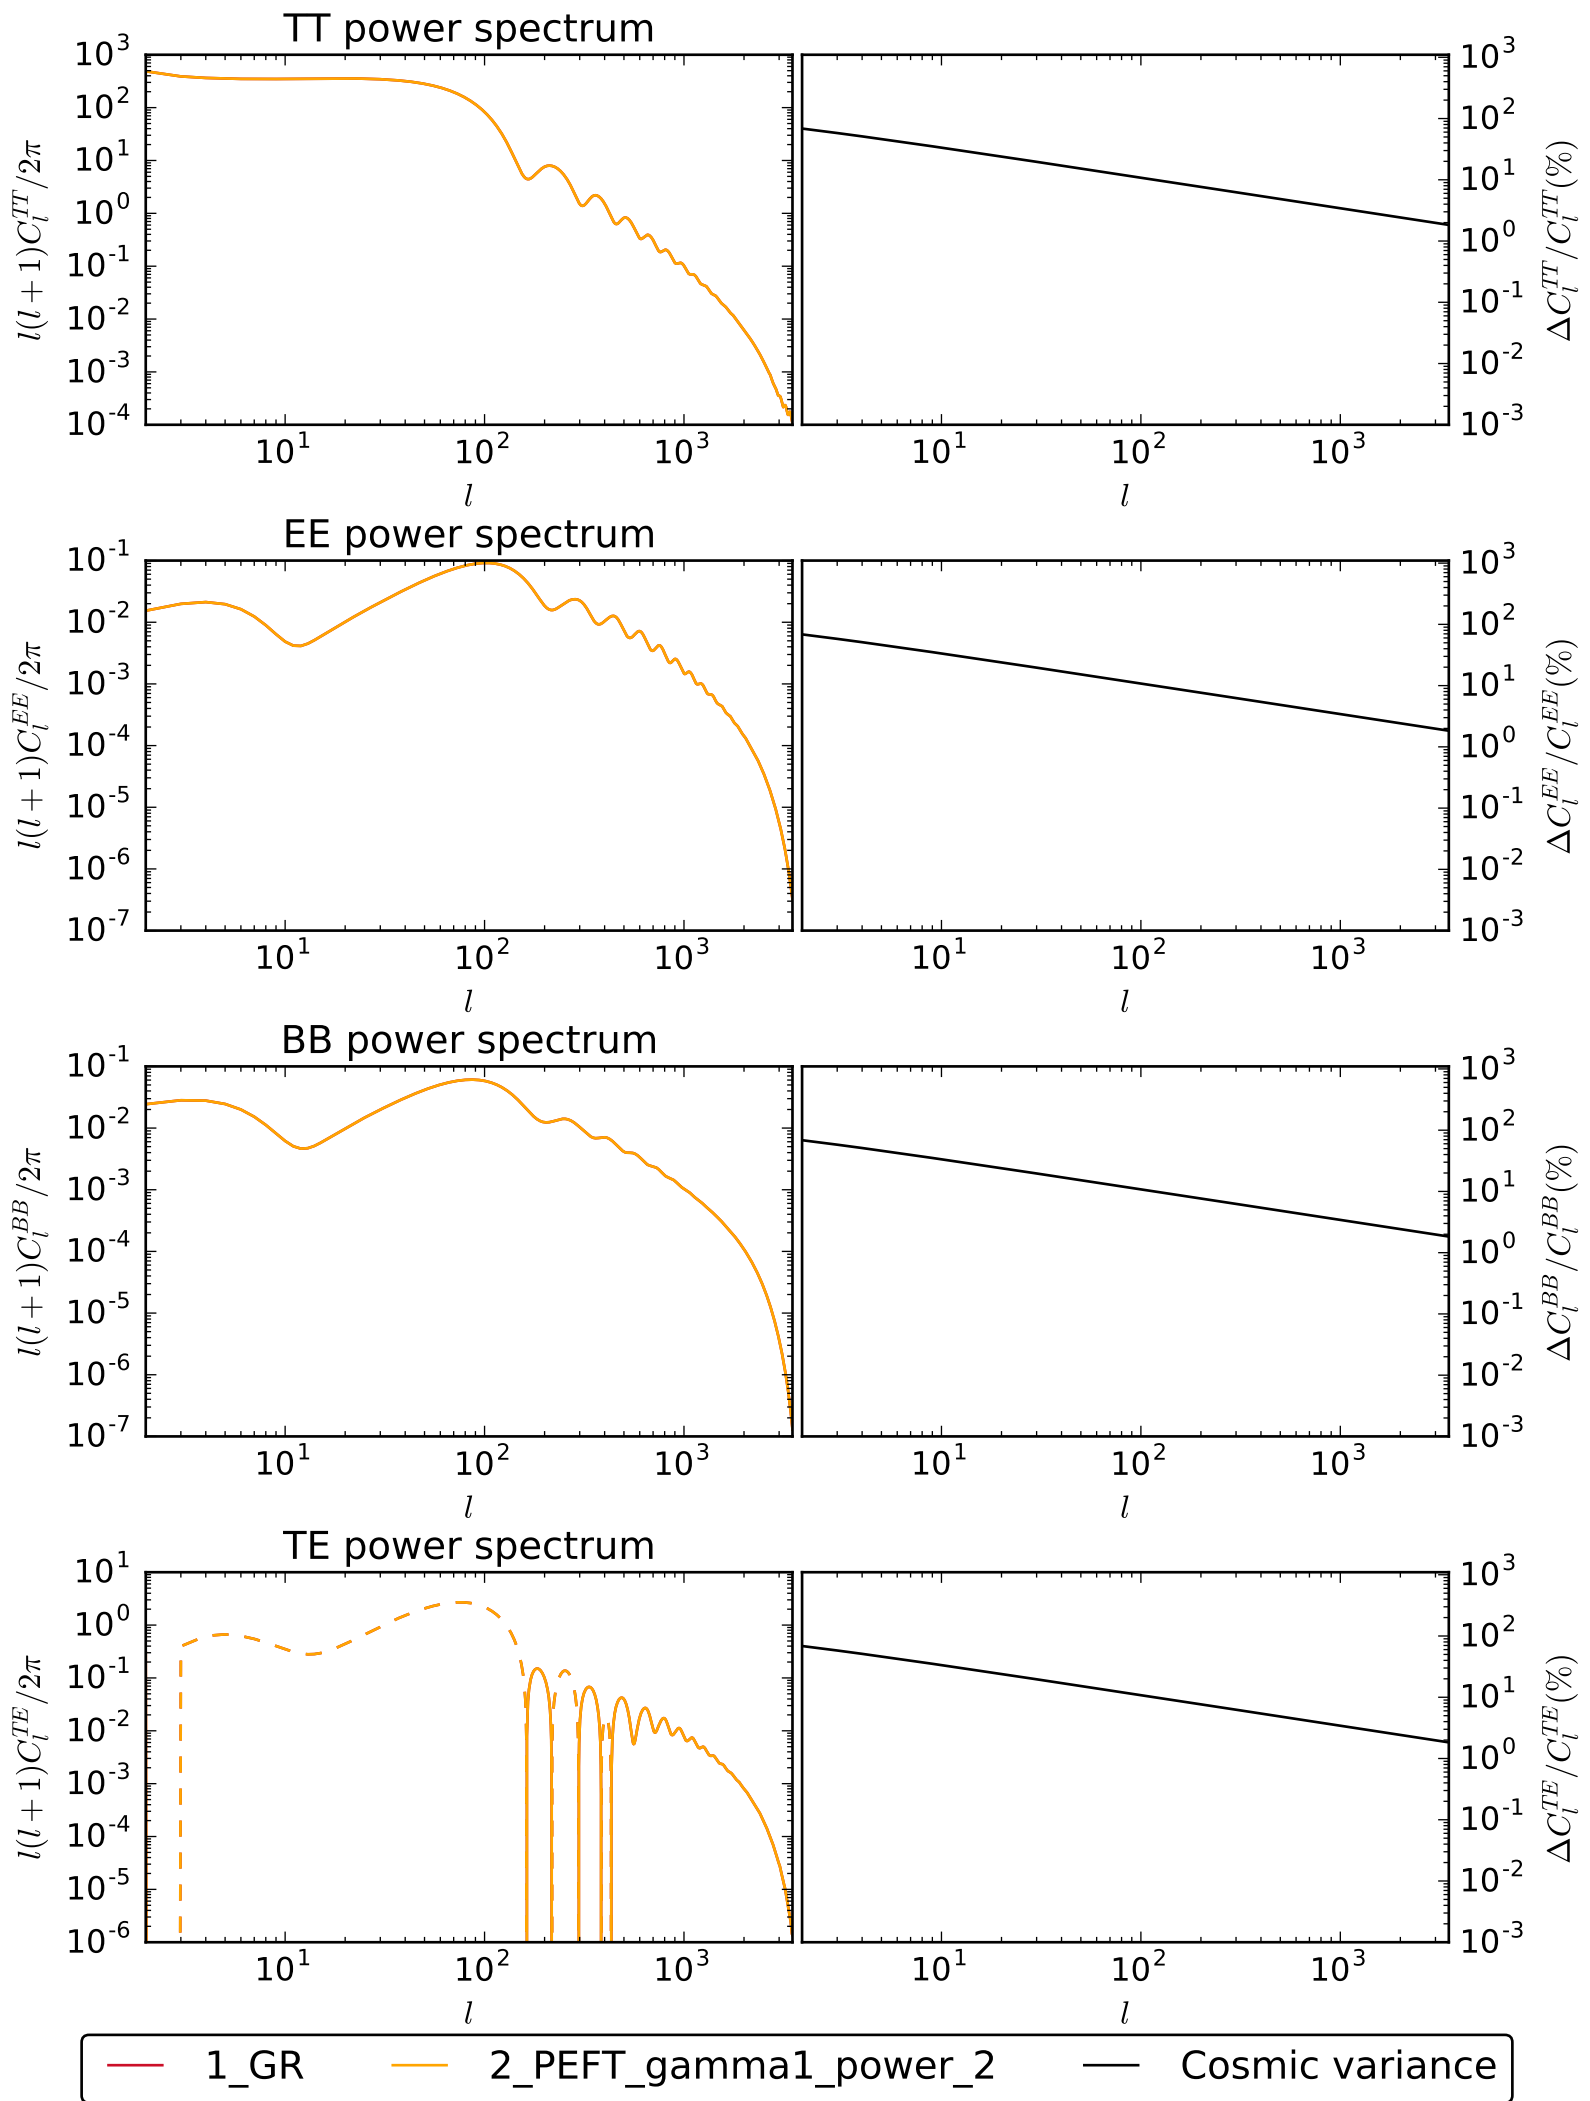 TT power spectrum
10^3
10^2
10^1
10^0
10^-1
10^-2
10^-3
10^-4
l(l+1)C_l^{TT}/2π
10^1 10^2 10^3
l
10^3
10^2
10^1
10^0
10^-1
10^-2
10^-3
ΔC_l^{TT}/C_l^{TT}(%)
10^1 10^2 10^3
l
EE power spectrum
10^-1
10^-2
10^-3
10^-4
10^-5
10^-6
10^-7
l(l+1)C_l^{EE}/2π
10^1 10^2 10^3
l
10^3
10^2
10^1
10^0
10^-1
10^-2
10^-3
ΔC_l^{EE}/C_l^{EE}(%)
10^1 10^2 10^3
l
BB power spectrum
10^-1
10^-2
10^-3
10^-4
10^-5
10^-6
10^-7
l(l+1)C_l^{BB}/2π
10^1 10^2 10^3
l
10^3
10^2
10^1
10^0
10^-1
10^-2
10^-3
ΔC_l^{BB}/C_l^{BB}(%)
10^1 10^2 10^3
l
TE power spectrum
10^1
10^0
10^-1
10^-2
10^-3
10^-4
10^-5
10^-6
l(l+1)C_l^{TE}/2π
10^1 10^2 10^3
l
10^3
10^2
10^1
10^0
10^-1
10^-2
10^-3
ΔC_l^{TE}/C_l^{TE}(%)
10^1 10^2 10^3
l
1_GR 2_PEFT_gamma1_power_2 Cosmic variance